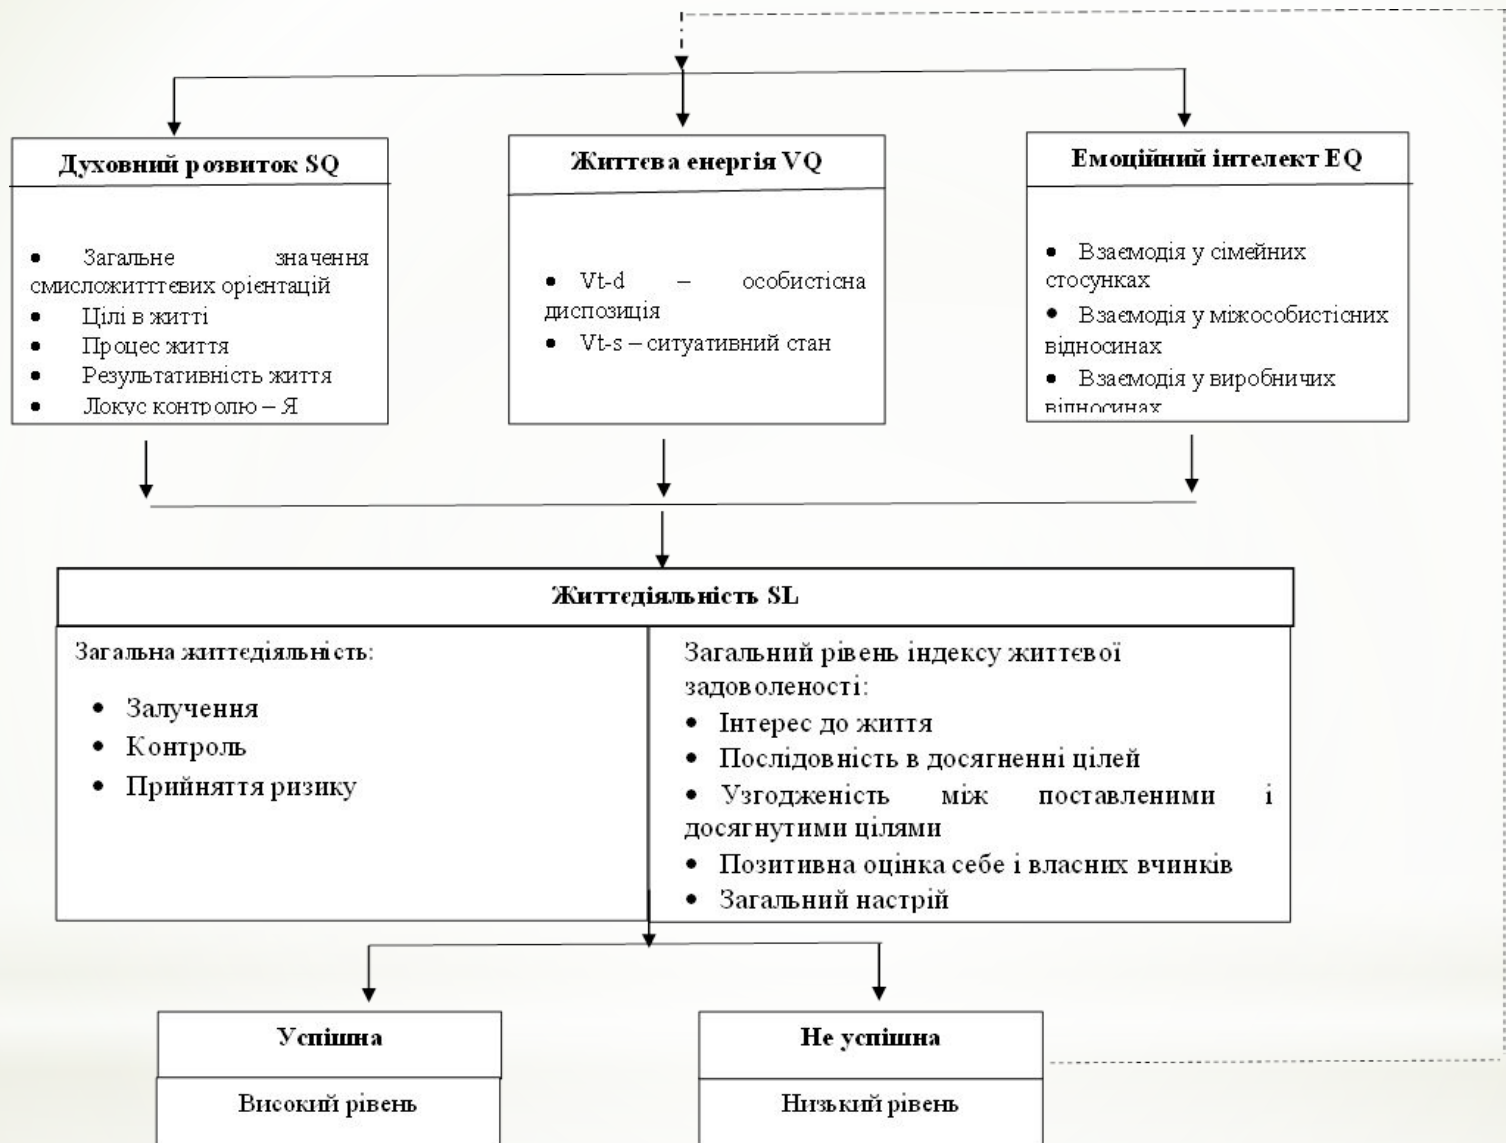 Духовний розвиток SQ
• Загальне значення
смисложитттєвих орієнтацій
• Цілі в житті
• Процес життя
• Результативність життя
• Локус контролю – Я
Життєва енергія VQ
• Vt-d – особистісна
диспозиція
• Vt-s – ситуативний стан
Емоційний інтелект EQ
• Взаємодія у сімейних
стосунках
• Взаємодія у міжособистісних
відносинах
• Взаємодія у виробничих
відносинах
Життєдіяльність SL
Загальна життєдіяльність:
• Залучення
• Контроль
• Прийняття ризику
Загальний рівень індексу життєвої
задоволеності:
• Інтерес до життя
• Послідовність в досягненні цілей
• Узгодженість між поставленими і
досягнутими цілями
• Позитивна оцінка себе і власних вчинків
• Загальний настрій
Успішна
Високий рівень
Не успішна
Низький рівень